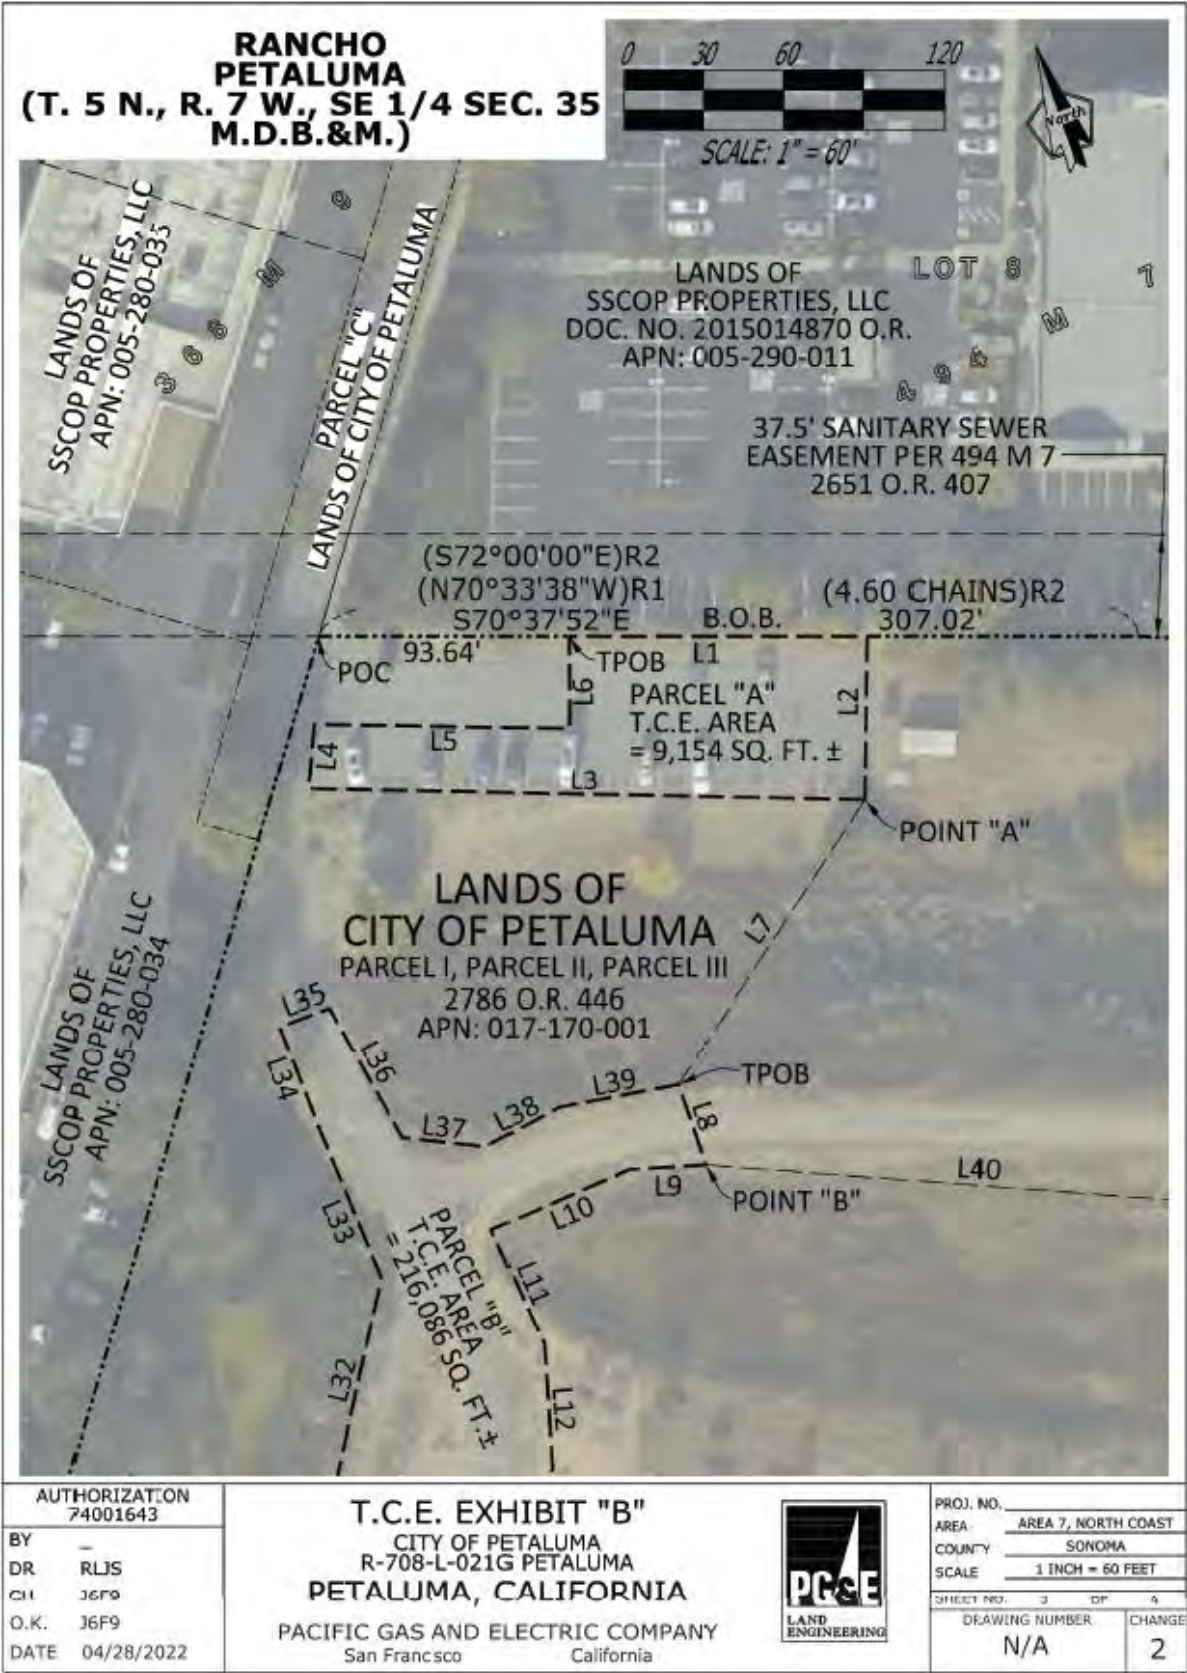 RANCHO
PETALUMA
(T. 5 N., R. 7 W., SE 1/4 SEC. 35
M.D.B.&M.)
0 30 60 120
SCALE: 1" = 60'
North
LANDS OF
SSCOP PROPERTIES, LLC
APN: 005-280-035
368 M 9
PARCEL "C"
LANDS OF CITY OF PETALUMA
LANDS OF
SSCOP PROPERTIES, LLC
DOC. NO. 2015014870 O.R.
APN: 005-290-011
LOT 8
494 M 7
37.5' SANITARY SEWER
EASEMENT PER 494 M 7
2651 O.R. 407
(S72°00'00"E)R2
(N70°33'38"W)R1
S70°37'52"E
B.O.B.
(4.60 CHAINS)R2
307.02'
POC
93.64'
TPOB
L1
L6
L2
PARCEL "A"
T.C.E. AREA
= 9,154 SQ. FT. ±
L4
L5
L3
POINT "A"
LANDS OF
CITY OF PETALUMA
PARCEL I, PARCEL II, PARCEL III
2786 O.R. 446
APN: 017-170-001
L7
LANDS OF
SSCOP PROPERTIES, LLC
APN: 005-280-034
L35
L36
L34
L37
L38
L39
TPOB
L8
L9
L10
POINT "B"
L40
L33
PARCEL "B"
T.C.E. AREA
= 216,086 SQ. FT.±
L11
L32
L12
AUTHORIZATION
74001643
BY _
DR RLJS
CH J6F9
O.K. J6F9
DATE 04/28/2022
T.C.E. EXHIBIT "B"
CITY OF PETALUMA
R-708-L-021G PETALUMA
PETALUMA, CALIFORNIA
PACIFIC GAS AND ELECTRIC COMPANY
San Francsco California
PG&E
LAND
ENGINEERING
PROJ. NO.
AREA AREA 7, NORTH COAST
COUNTY SONOMA
SCALE 1 INCH = 60 FEET
SHEET NO. 3 OF 4
DRAWING NUMBER
N/A
CHANGE
2